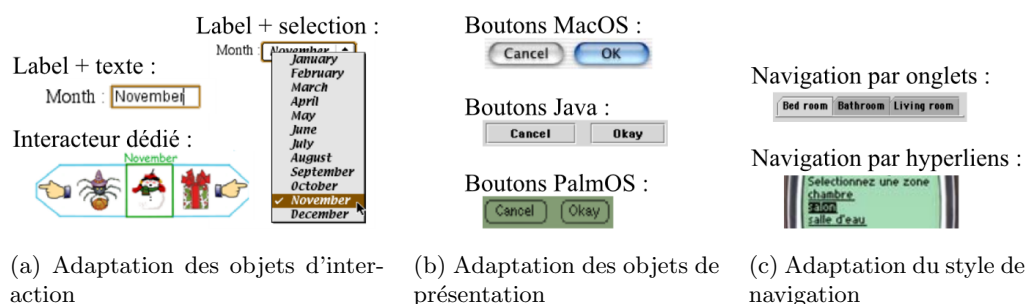 Label + selection :
Month : November
January
February
March
April
May
June
July
August
September
October
✓ November
December
Label + texte :
Month : November
Interacteur dédié :
November
(a) Adaptation des objets d'inter-
action
Boutons MacOS :
Cancel OK
Boutons Java :
Cancel Okay
Boutons PalmOS :
Cancel Okay
(b) Adaptation des objets de
présentation
Navigation par onglets :
Bed room Bathroom Living room
Navigation par hyperliens :
Selectionnez une zone
chambre
salon
salle d'eau
(c) Adaptation du style de
navigation